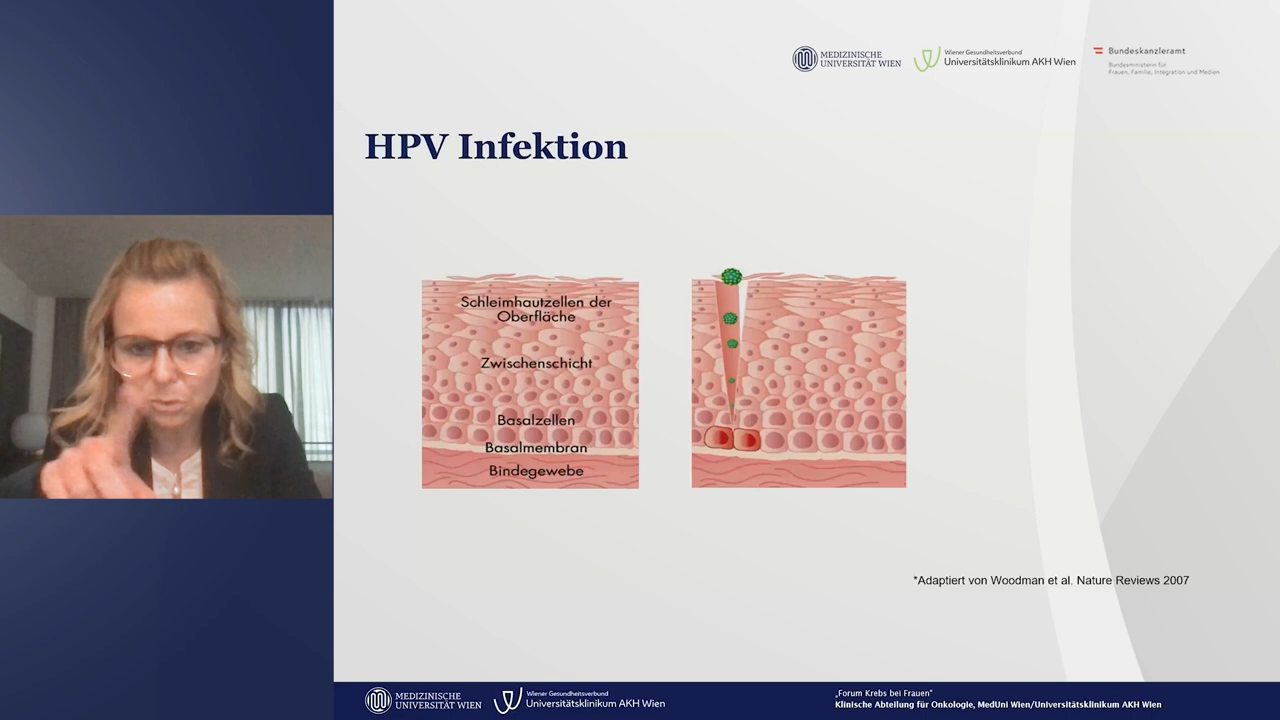 MEDIZINISCHE
UNIVERSITÄT WIEN
Wiener Gesundheitsverbund
Universitätsklinikum AKH Wien
Bundeskanzleramt
Bundesministerin für
Frauen, Familie, Integration und Medien
HPV Infektion
Schleimhautzellen der
Oberfläche
Zwischenschicht
Basalzellen
Basalmembran
Bindegewebe
*Adaptiert von Woodman et al. Nature Reviews 2007
MEDIZINISCHE
UNIVERSITÄT WIEN
Wiener Gesundheitsverbund
Universitätsklinikum AKH Wien
„Forum Krebs bei Frauen“
Klinische Abteilung für Onkologie, MedUni Wien/Universitätsklinikum AKH Wien